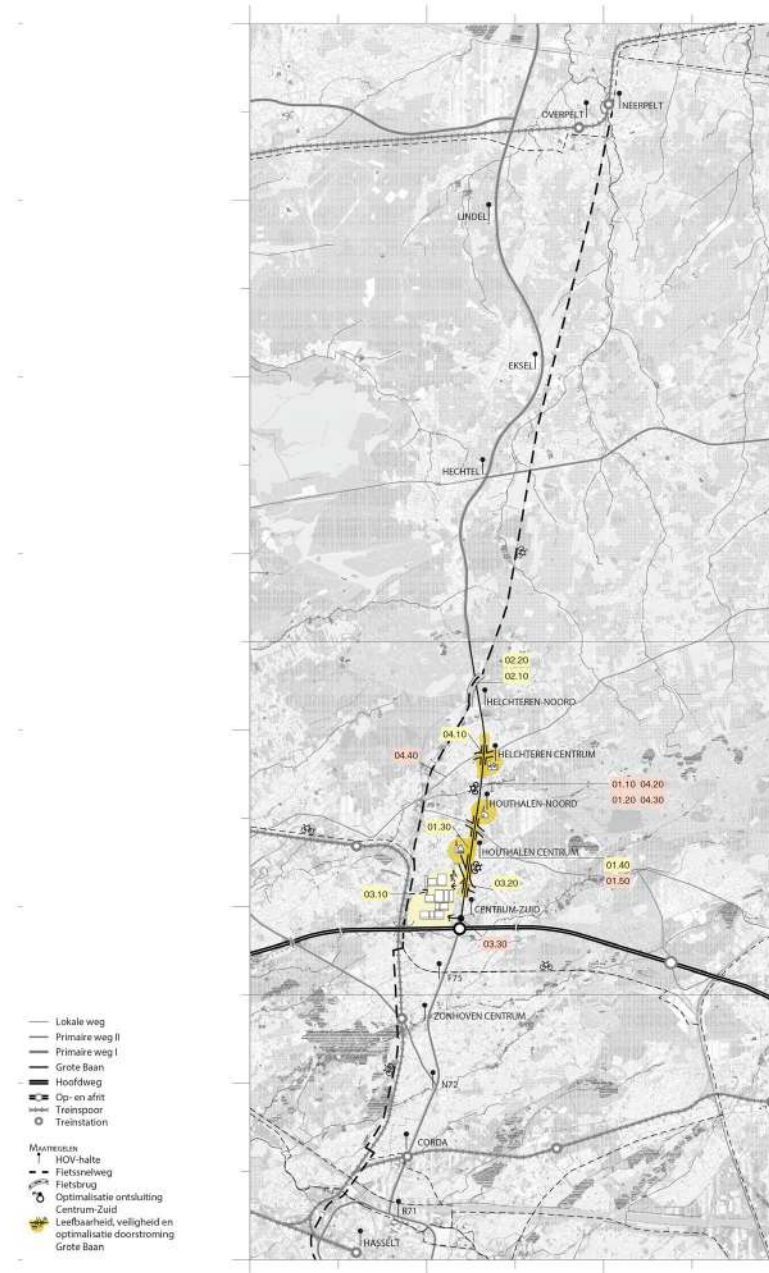 OVERPELT
NEERPELT
LINDEL
EKSEL
HECHTEL
02.20
02.10
HELCHTEREN-NOORD
04.10
HELCHTEREN CENTRUM
04.40
01.10 04.20
HOUTHALEN-NOORD
01.20 04.30
01.30
HOUTHALEN CENTRUM
01.40
03.10
03.20
01.50
CENTRUM-ZUID
03.30
F75
ZONHOVEN CENTRUM
N72
CORDA
R71
HASSELT
Lokale weg
Primaire weg II
Primaire weg I
Grote Baan
Hoofdweg
Op- en afrit
Treinspoor
Treinstation
MAATREGELEN
HOV-halte
Fietssnelweg
Fietsbrug
Optimalisatie ontsluiting
Centrum-Zuid
Leefbaarheid, veiligheid en
optimalisatie doorstroming
Grote Baan